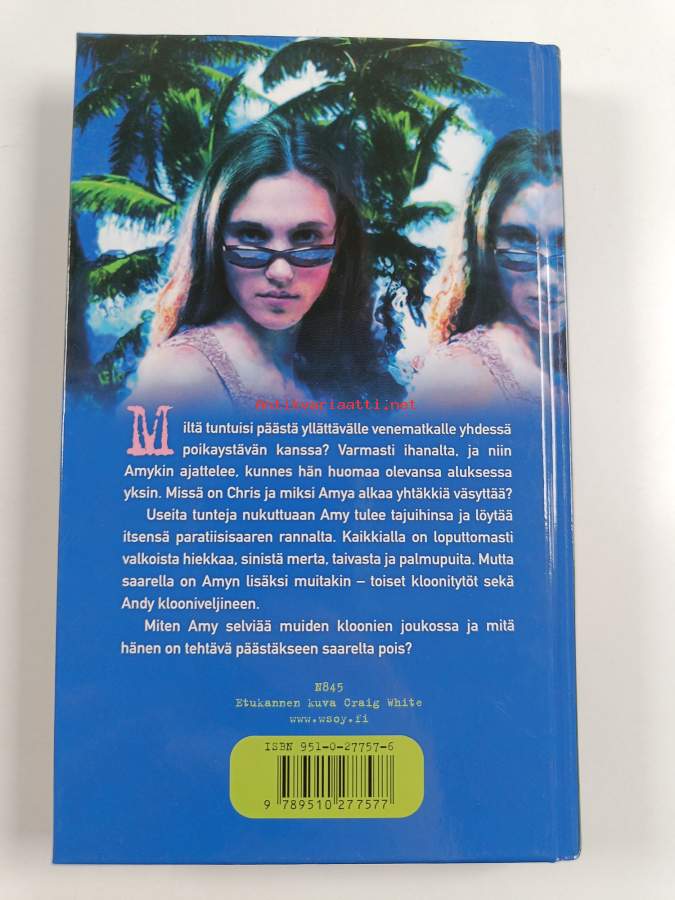 antikvariaatti.net
Miltä tuntuisi päästä yllättävälle venematkalle yhdessä
poikaystävän kanssa? Varmasti ihanalta, ja niin
Amykin ajattelee, kunnes hän huomaa olevansa aluksessa
yksin. Missä on Chris ja miksi Amya alkaa yhtäkkiä väsyttää?
Useita tunteja nukuttuaan Amy tulee tajuihinsa ja löytää
itsensä paratiisisaaren rannalta. Kaikkialla on loputtomasti
valkoista hiekkaa, sinistä merta, taivasta ja palmupuita. Mutta
saarella on Amyn lisäksi muitakin – toiset kloonitytöt sekä
Andy klooniveljineen.
Miten Amy selviää muiden kloonien joukossa ja mitä
hänen on tehtävä päästäkseen saarelta pois?
N845
Etukannen kuva Craig White
www.wsoy.fi
ISBN 951-0-27757-6
9 789510 277577